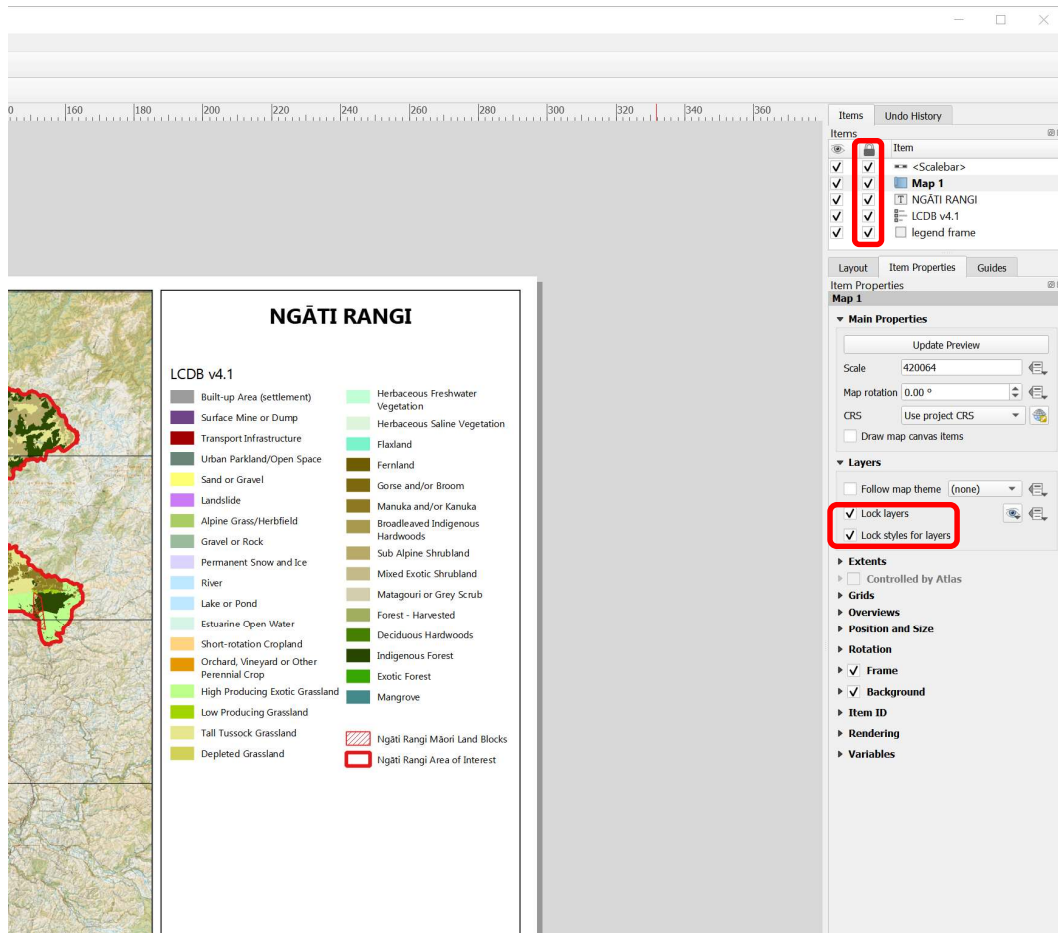 0 160 180 200 220 240 260 280 300 320 340 360
Items Undo History
Items
Item
<Scalebar>
Map 1
T NGĀTI RANGI
LCDB v4.1
legend frame
Layout Item Properties Guides
Item Properties
Map 1
Main Properties
Update Preview
Scale 420064
Map rotation 0.00 °
CRS Use project CRS
Draw map canvas items
Layers
Follow map theme (none)
Lock layers
Lock styles for layers
Extents
Controlled by Atlas
Grids
Overviews
Position and Size
Rotation
Frame
Background
Item ID
Rendering
Variables
NGĀTI RANGI
LCDB v4.1
Built-up Area (settlement)
Surface Mine or Dump
Transport Infrastructure
Urban Parkland/Open Space
Sand or Gravel
Landslide
Alpine Grass/Herbfield
Gravel or Rock
Permanent Snow and Ice
River
Lake or Pond
Estuarine Open Water
Short-rotation Cropland
Orchard, Vineyard or Other
Perennial Crop
High Producing Exotic Grassland
Low Producing Grassland
Tall Tussock Grassland
Depleted Grassland
Herbaceous Freshwater
Vegetation
Herbaceous Saline Vegetation
Flaxland
Fernland
Gorse and/or Broom
Manuka and/or Kanuka
Broadleaved Indigenous
Hardwoods
Sub Alpine Shrubland
Mixed Exotic Shrubland
Matagouri or Grey Scrub
Forest - Harvested
Deciduous Hardwoods
Indigenous Forest
Exotic Forest
Mangrove
Ngāti Rangi Māori Land Blocks
Ngāti Rangi Area of Interest